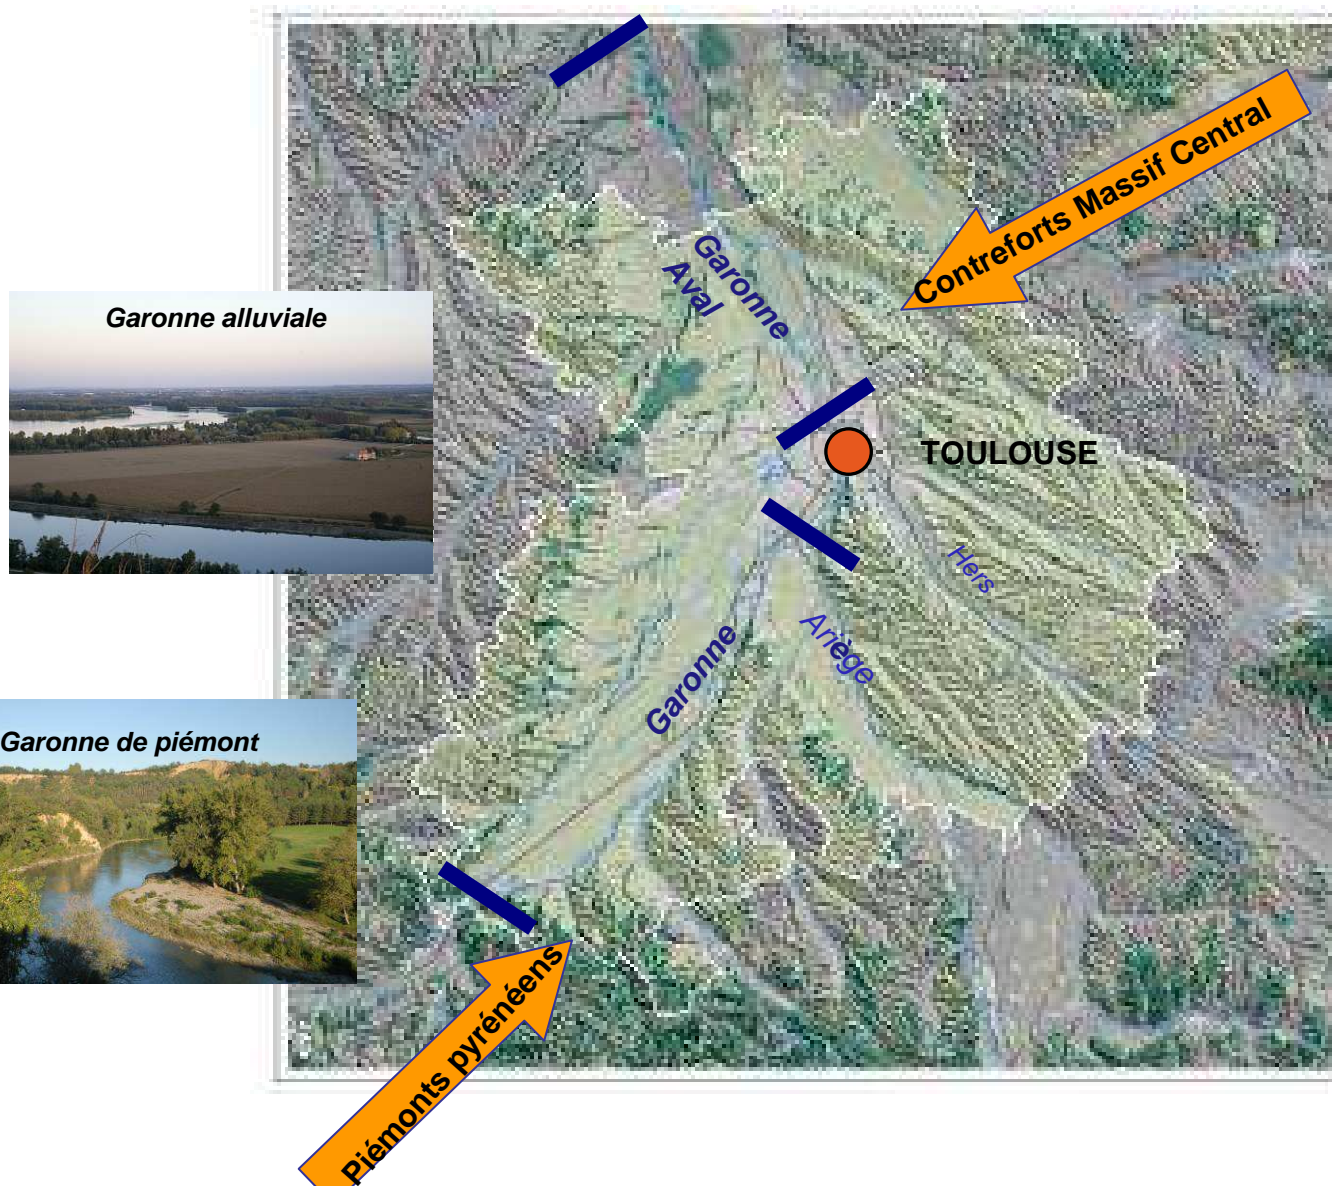 Contreforts Massif Central
Garonne
Aval
Garonne alluviale
TOULOUSE
Hers
Ariège
Garonne
Garonne de piémont
Piémonts pyrénéens